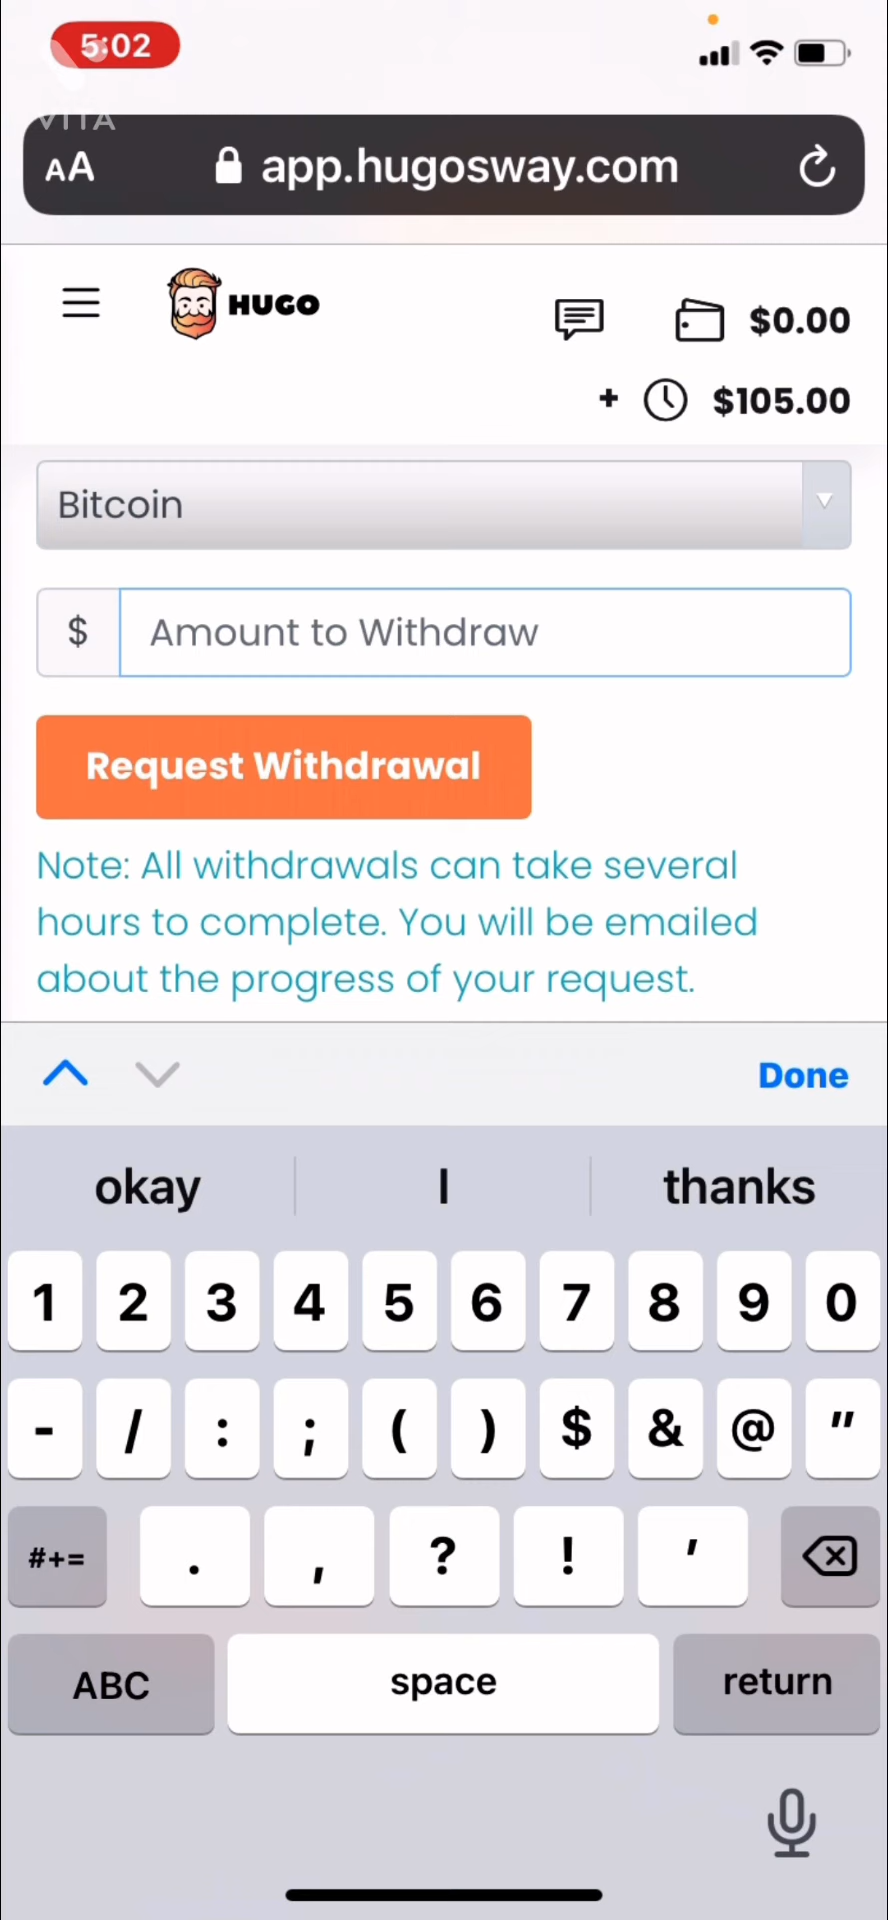 5:02
VITA
AA app.hugosway.com
HUGO
$0.00
+ $105.00
Bitcoin
$ Amount to Withdraw
Request Withdrawal
Note: All withdrawals can take several
hours to complete. You will be emailed
about the progress of your request.
Done
okay I thanks
1 2 3 4 5 6 7 8 9 0
- / : ; ( ) $ & @ "
#+= . , ? ! '
ABC space return